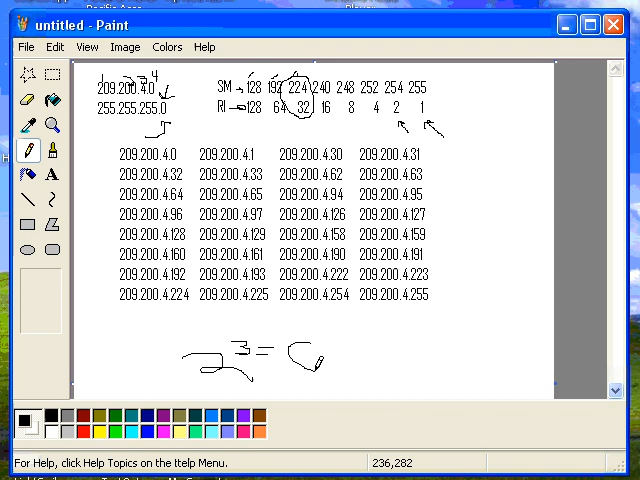 untitled - Paint
File Edit View Image Colors Help
1 2 3 4
209.200.4.0
255.255.255.0
SM 128 192 224 240 248 252 254 255
RI 128 64 32 16 8 4 2 1
209.200.4.0 209.200.4.1 209.200.4.30 209.200.4.31
209.200.4.32 209.200.4.33 209.200.4.62 209.200.4.63
209.200.4.64 209.200.4.65 209.200.4.94 209.200.4.95
209.200.4.96 209.200.4.97 209.200.4.126 209.200.4.127
209.200.4.128 209.200.4.129 209.200.4.158 209.200.4.159
209.200.4.160 209.200.4.161 209.200.4.190 209.200.4.191
209.200.4.192 209.200.4.193 209.200.4.222 209.200.4.223
209.200.4.224 209.200.4.225 209.200.4.254 209.200.4.255
2 3 =
For Help, click Help Topics on the Help Menu. 236,282